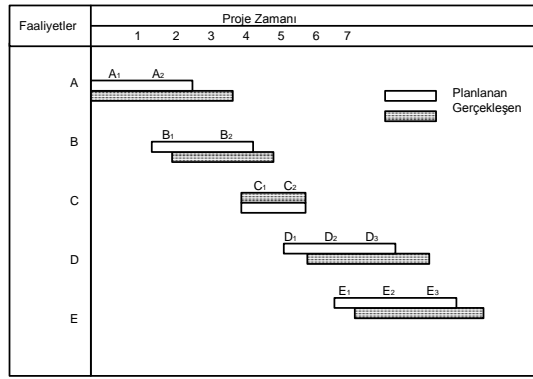 Faaliyetler
Proje Zamanı
1 2 3 4 5 6 7
A
A1 A2
Planlanan
Gerçekleşen
B
B1 B2
C
C1 C2
D
D1 D2 D3
E
E1 E2 E3